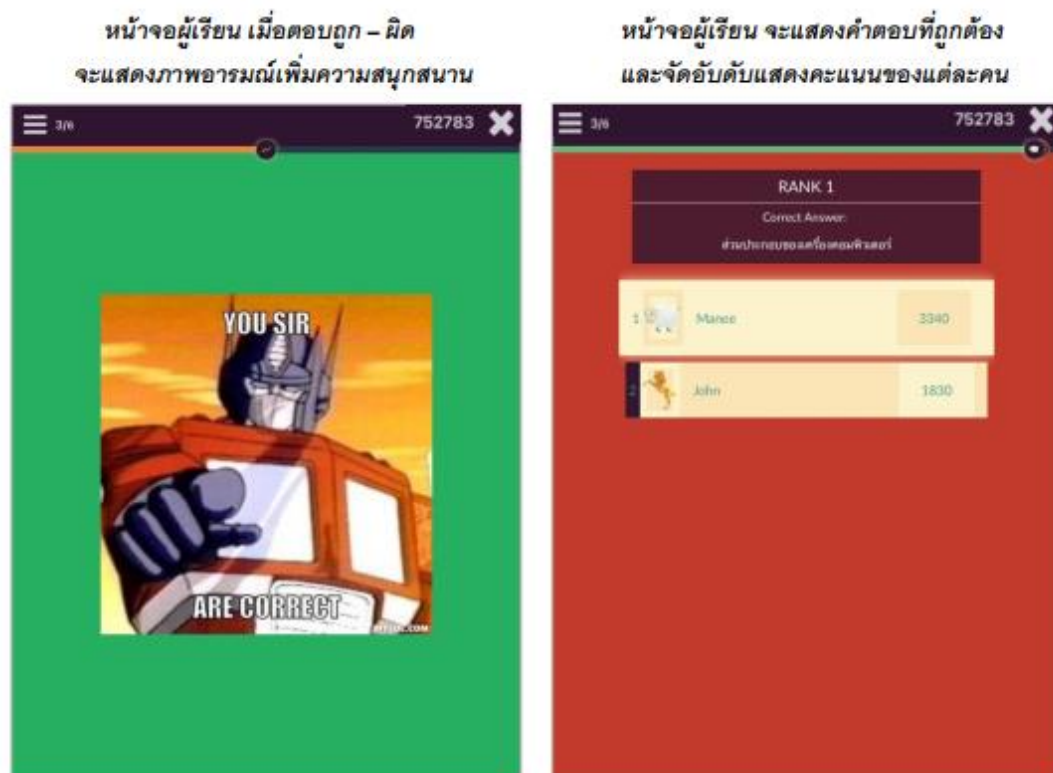 หน้าจอผู้เรียน เมื่อตอบถูก – ผิด
จะแสดงภาพอารมณ์เพิ่มความสนุกสนาน
3/6
752783
YOU SIR
ARE CORRECT
หน้าจอผู้เรียน จะแสดงคำตอบที่ถูกต้อง
และจัดอับดับแสดงคะแนนของแต่ละคน
3/6
752783
RANK 1
Correct Answer:
ส่วนประกอบของเครื่องคอมพิวเตอร์
1 Manee 3340
2 John 1830